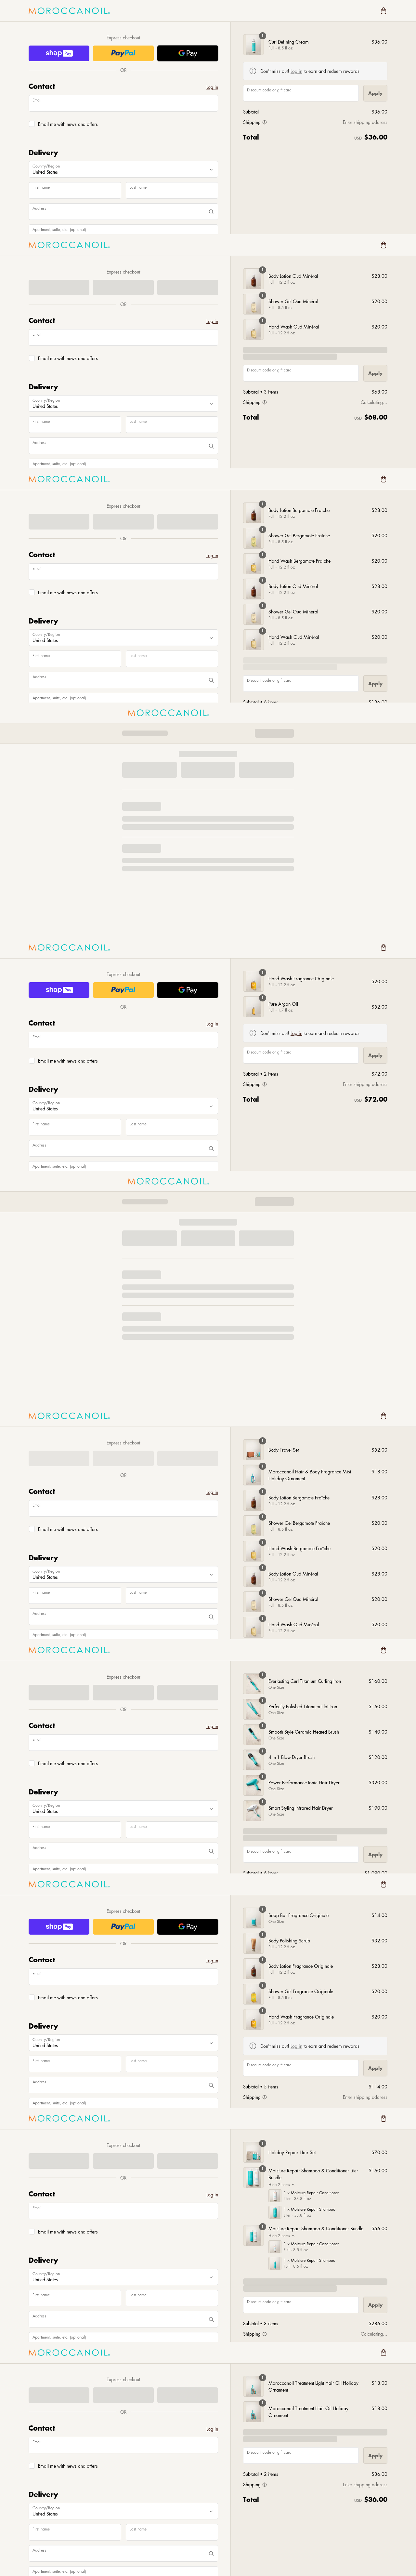 MOROCCANOIL.
Express checkout
shop Pay
PayPal
G Pay
OR
Contact
Log in
Email
Email me with news and offers
Delivery
Country/Region
United States
First name
Last name
Address
Apartment, suite, etc. (optional)
1
Curl Defining Cream
$36.00
Full - 8.5 fl oz
Don't miss out! Log in to earn and redeem rewards
Discount code or gift card
Apply
Subtotal
$36.00
Shipping
Enter shipping address
Total
USD $36.00
MOROCCANOIL.
Express checkout
OR
Contact
Log in
Email
Email me with news and offers
Delivery
Country/Region
United States
First name
Last name
Address
Apartment, suite, etc. (optional)
1
Body Lotion Oud Minéral
$28.00
Full - 12.2 fl oz
1
Shower Gel Oud Minéral
$20.00
Full - 8.5 fl oz
1
Hand Wash Oud Minéral
$20.00
Full - 12.2 fl oz
Discount code or gift card
Apply
Subtotal • 3 items
$68.00
Shipping
Calculating...
Total
USD $68.00
MOROCCANOIL.
Express checkout
OR
Contact
Log in
Email
Email me with news and offers
Delivery
Country/Region
United States
First name
Last name
Address
Apartment, suite, etc. (optional)
1
Body Lotion Bergamote Fraîche
$28.00
Full - 12.2 fl oz
1
Shower Gel Bergamote Fraîche
$20.00
Full - 8.5 fl oz
1
Hand Wash Bergamote Fraîche
$20.00
Full - 12.2 fl oz
1
Body Lotion Oud Minéral
$28.00
Full - 12.2 fl oz
1
Shower Gel Oud Minéral
$20.00
Full - 8.5 fl oz
1
Hand Wash Oud Minéral
$20.00
Full - 12.2 fl oz
Discount code or gift card
Apply
Subtotal • 6 items
$136.00
MOROCCANOIL.
MOROCCANOIL.
Express checkout
shop Pay
PayPal
G Pay
OR
Contact
Log in
Email
Email me with news and offers
Delivery
Country/Region
United States
First name
Last name
Address
Apartment, suite, etc. (optional)
1
Hand Wash Fragrance Originale
$20.00
Full - 12.2 fl oz
1
Pure Argan Oil
$52.00
Full - 1.7 fl oz
Don't miss out! Log in to earn and redeem rewards
Discount code or gift card
Apply
Subtotal • 2 items
$72.00
Shipping
Enter shipping address
Total
USD $72.00
MOROCCANOIL.
MOROCCANOIL.
Express checkout
OR
Contact
Log in
Email
Email me with news and offers
Delivery
Country/Region
United States
First name
Last name
Address
Apartment, suite, etc. (optional)
1
Body Travel Set
$52.00
1
Moroccanoil Hair & Body Fragrance Mist
$18.00
Holiday Ornament
1
Body Lotion Bergamote Fraîche
$28.00
Full - 12.2 fl oz
1
Shower Gel Bergamote Fraîche
$20.00
Full - 8.5 fl oz
1
Hand Wash Bergamote Fraîche
$20.00
Full - 12.2 fl oz
1
Body Lotion Oud Minéral
$28.00
Full - 12.2 fl oz
1
Shower Gel Oud Minéral
$20.00
Full - 8.5 fl oz
1
Hand Wash Oud Minéral
$20.00
Full - 12.2 fl oz
MOROCCANOIL.
Express checkout
OR
Contact
Log in
Email
Email me with news and offers
Delivery
Country/Region
United States
First name
Last name
Address
Apartment, suite, etc. (optional)
1
Everlasting Curl Titanium Curling Iron
$160.00
One Size
1
Perfectly Polished Titanium Flat Iron
$160.00
One Size
1
Smooth Style Ceramic Heated Brush
$140.00
One Size
1
4-in-1 Blow-Dryer Brush
$120.00
One Size
1
Power Performance Ionic Hair Dryer
$320.00
One Size
1
Smart Styling Infrared Hair Dryer
$190.00
One Size
Discount code or gift card
Apply
Subtotal • 6 items
$1,090.00
MOROCCANOIL.
Express checkout
shop Pay
PayPal
G Pay
OR
Contact
Log in
Email
Email me with news and offers
Delivery
Country/Region
United States
First name
Last name
Address
Apartment, suite, etc. (optional)
1
Soap Bar Fragrance Originale
$14.00
One Size
1
Body Polishing Scrub
$32.00
Full - 12.2 fl oz
1
Body Lotion Fragrance Originale
$28.00
Full - 12.2 fl oz
1
Shower Gel Fragrance Originale
$20.00
Full - 8.5 fl oz
1
Hand Wash Fragrance Originale
$20.00
Full - 12.2 fl oz
Don't miss out! Log in to earn and redeem rewards
Discount code or gift card
Apply
Subtotal • 5 items
$114.00
Shipping
Enter shipping address
MOROCCANOIL.
Express checkout
OR
Contact
Log in
Email
Email me with news and offers
Delivery
Country/Region
United States
First name
Last name
Address
Apartment, suite, etc. (optional)
1
Holiday Repair Hair Set
$70.00
1
Moisture Repair Shampoo & Conditioner Liter
$160.00
Bundle
Hide 2 items
1 × Moisture Repair Conditioner
Liter - 33.8 fl oz
1 × Moisture Repair Shampoo
Liter - 33.8 fl oz
1
Moisture Repair Shampoo & Conditioner Bundle
$56.00
Hide 2 items
1 × Moisture Repair Conditioner
Full - 8.5 fl oz
1 × Moisture Repair Shampoo
Full - 8.5 fl oz
Discount code or gift card
Apply
Subtotal • 3 items
$286.00
Shipping
Calculating...
MOROCCANOIL.
Express checkout
OR
Contact
Log in
Email
Email me with news and offers
Delivery
Country/Region
United States
First name
Last name
Address
Apartment, suite, etc. (optional)
1
Moroccanoil Treatment Light Hair Oil Holiday
$18.00
Ornament
1
Moroccanoil Treatment Hair Oil Holiday
$18.00
Ornament
Discount code or gift card
Apply
Subtotal • 2 items
$36.00
Shipping
Enter shipping address
Total
USD $36.00